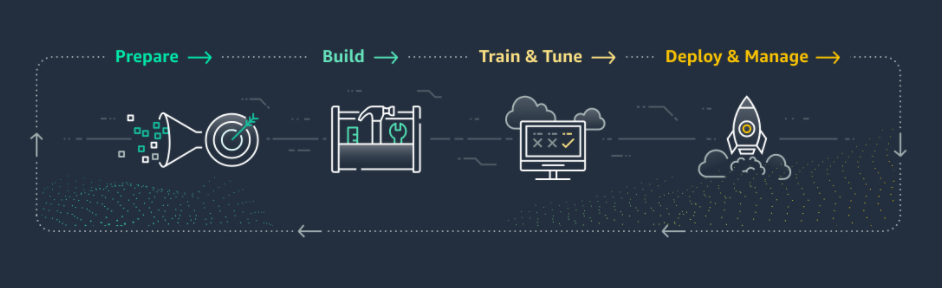 Prepare → Build → Train & Tune → Deploy & Manage →